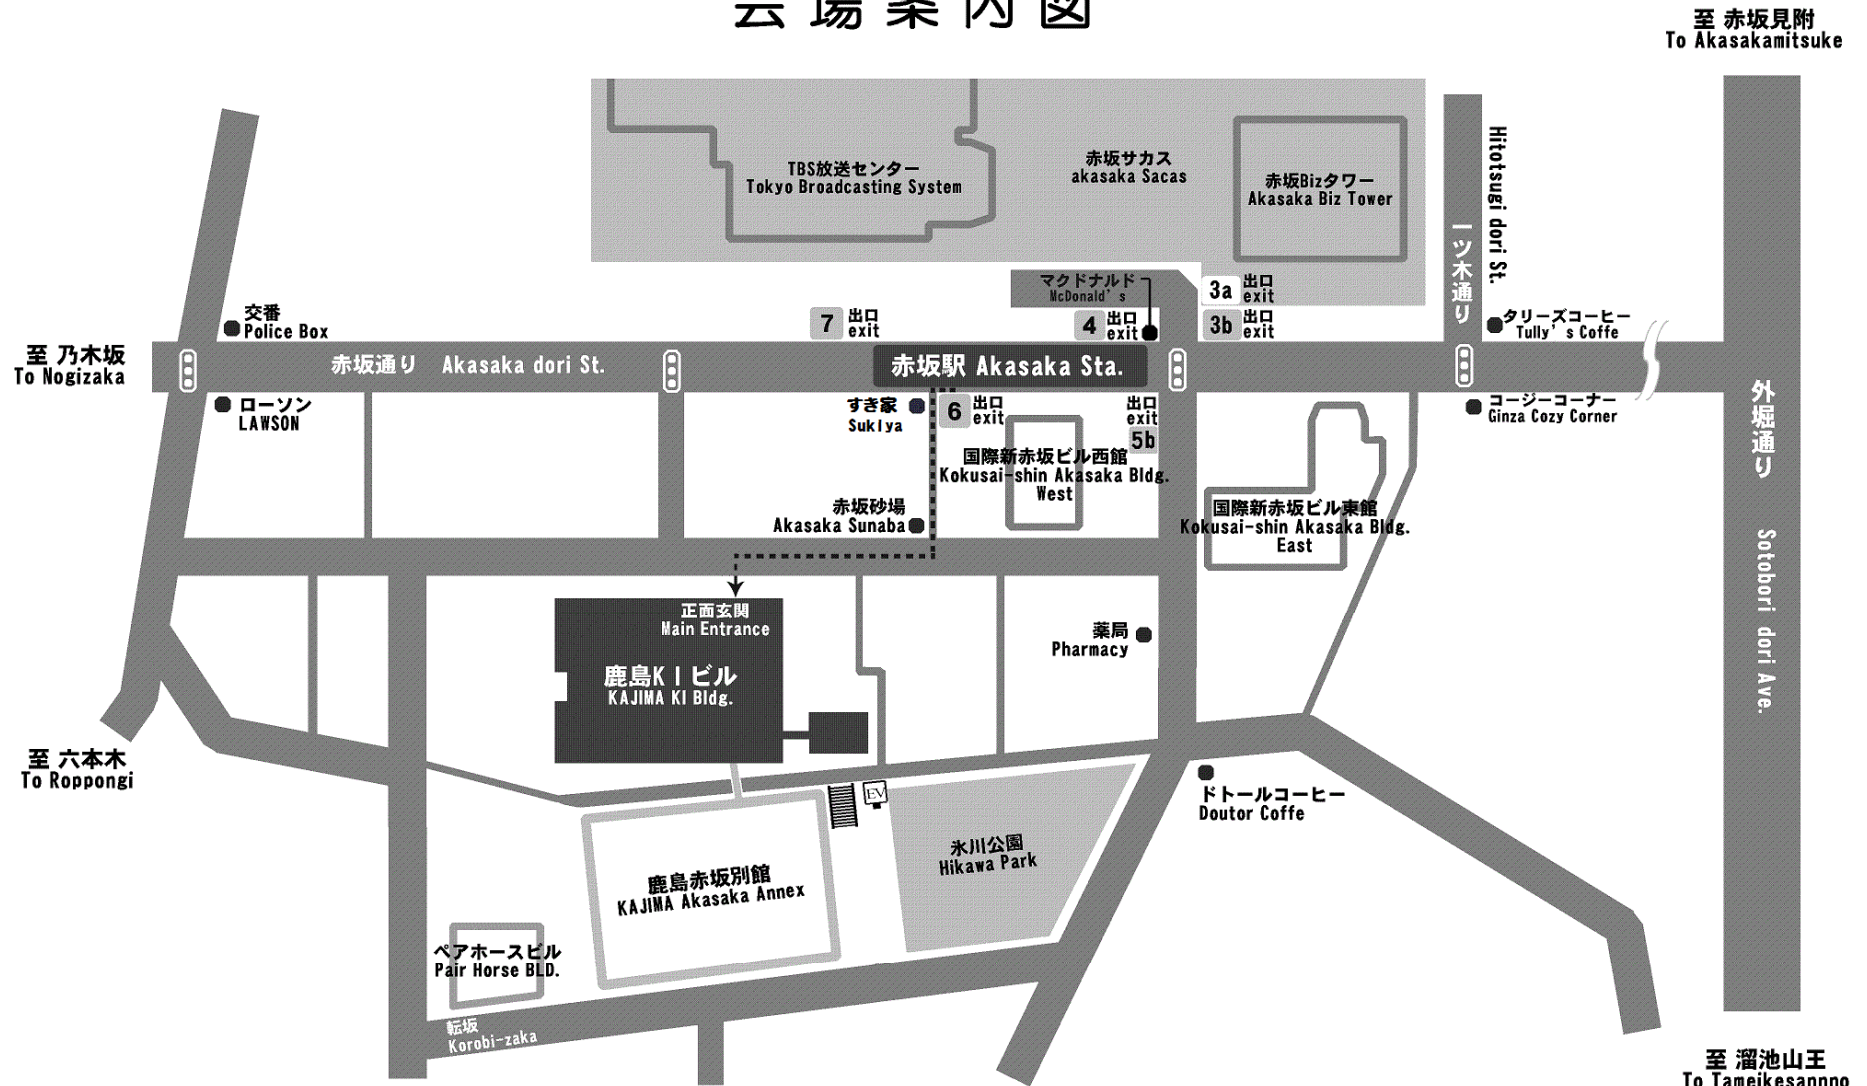 会場案内図
至 赤坂見附
To Akasakamitsuke
TBS放送センター
Tokyo Broadcasting System
赤坂サカス
akasaka Sacas
赤坂Bizタワー
Akasaka Biz Tower
Hitotsugi dori St.
一ツ木通り
マクドナルド
McDonald's
3a 出口
exit
3b 出口
exit
4 出口
exit
7 出口
exit
交番
Police Box
タリーズコーヒー
Tully's Coffe
至 乃木坂
To Nogizaka
赤坂通り Akasaka dori St.
赤坂駅 Akasaka Sta.
ローソン
LAWSON
すき家
Sukiya
6 出口
exit
出口
exit
5b
コージーコーナー
Ginza Cozy Corner
外堀通り Sotobori dori Ave.
国際新赤坂ビル西館
Kokusai-shin Akasaka Bldg.
West
赤坂砂場
Akasaka Sunaba
国際新赤坂ビル東館
Kokusai-shin Akasaka Bldg.
East
正面玄関
Main Entrance
薬局
Pharmacy
鹿島KIビル
KAJIMA KI Bldg.
至 六本木
To Roppongi
EV
ドトールコーヒー
Doutor Coffe
氷川公園
Hikawa Park
鹿島赤坂別館
KAJIMA Akasaka Annex
ペアホースビル
Pair Horse BLD.
転坂
Korobi-zaka
至 溜池山王
To Tameikesannno